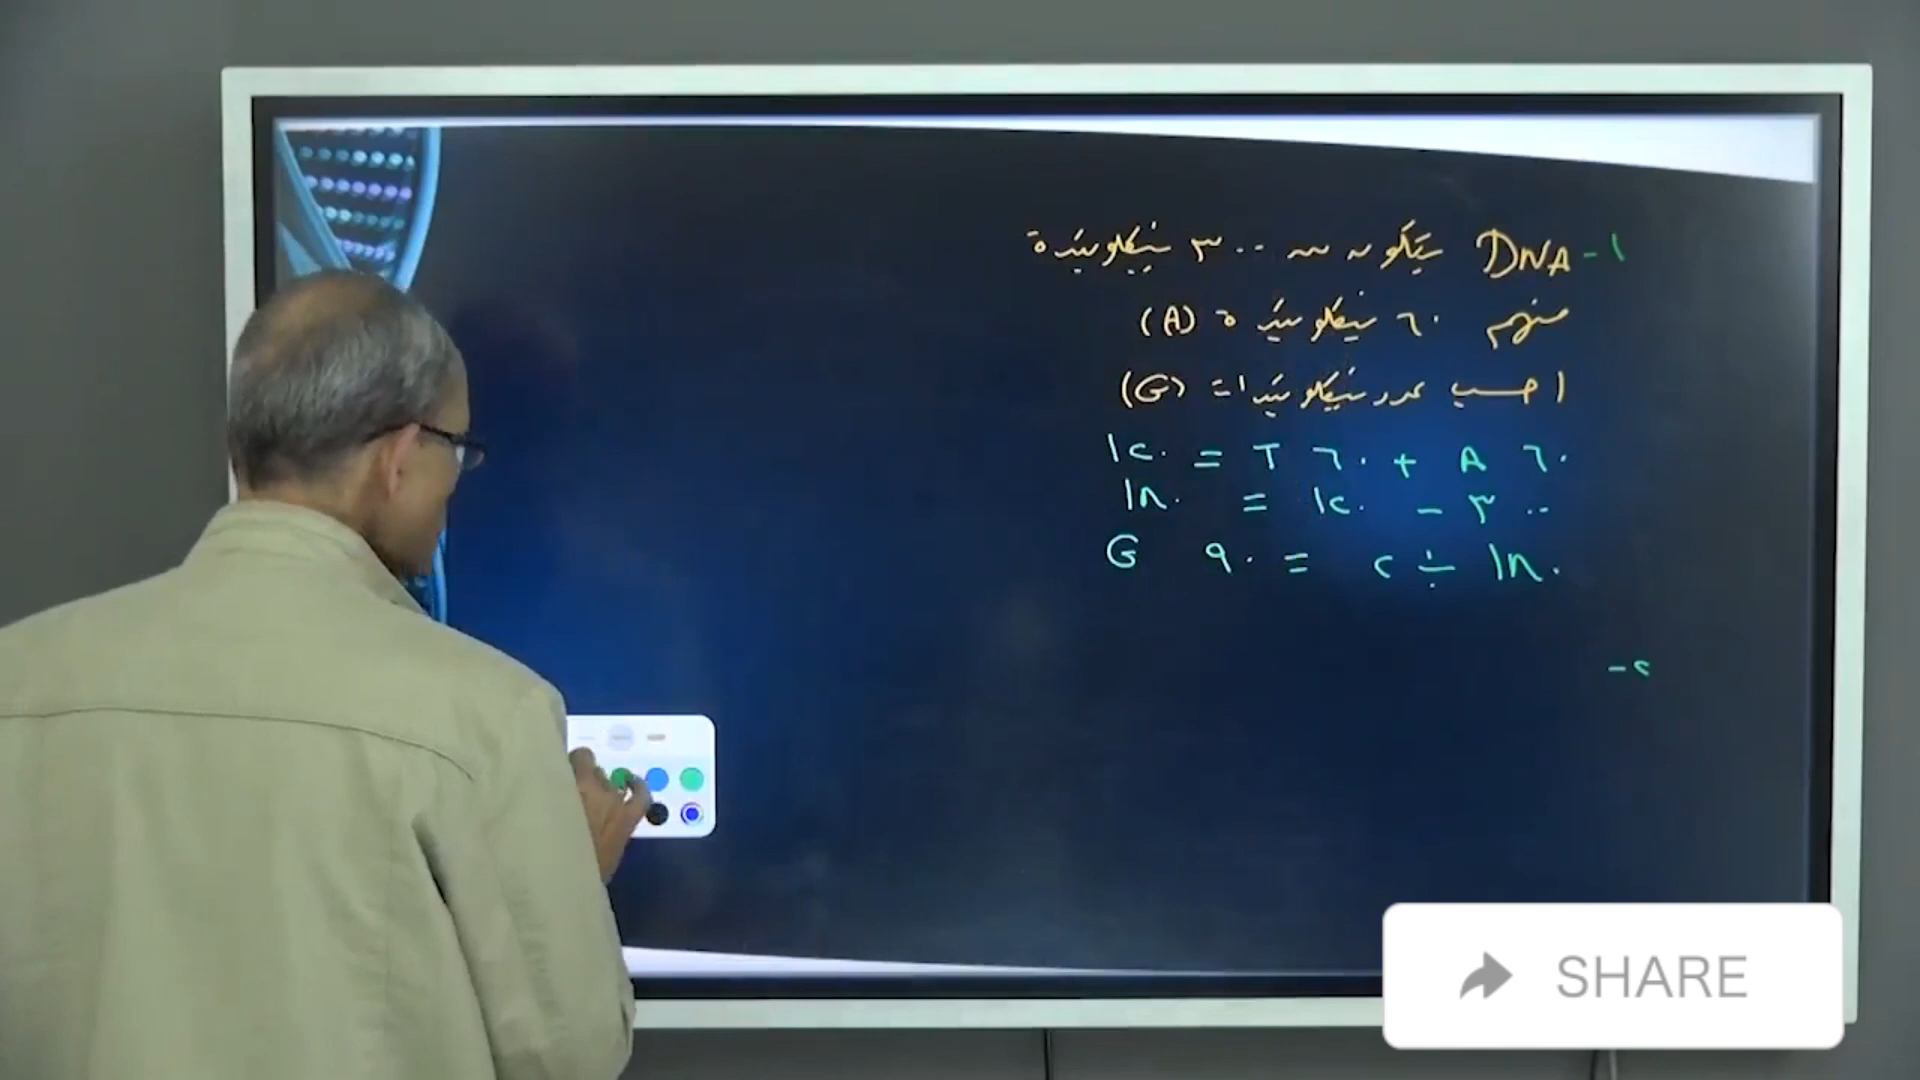 ١- DNA يتكون من ٣٠٠ نيكلوتيدة
منهم ٦٠ نيكلوتيدة (A)
احسب عدد نيكلوتيدات (G)
٦٠ A + ٦٠ T = ١٢٠
٣٠٠ - ١٢٠ = ١٨٠
١٨٠ ÷ ٢ = ٩٠ G
٢-
SHARE